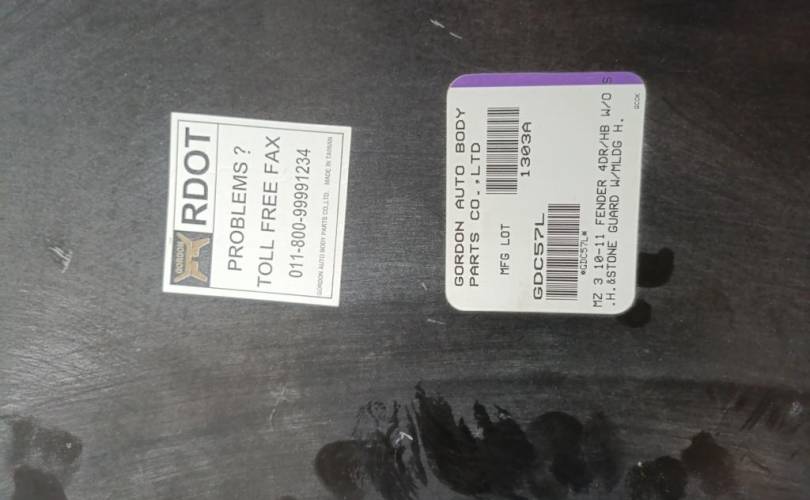 GORDON
RDOT
PROBLEMS ?
TOLL FREE FAX
011-800-99991234
GORDON AUTO BODY PARTS CO.,LTD. MADE IN TAIWAN
GORDON AUTO BODY
PARTS CO.,LTD
MFG LOT
1303A
GDC57L
*GDC57L*
MZ 3 10-11 FENDER 4DR/HB W/O S
.H.&STONE GUARD W/MLDG H.